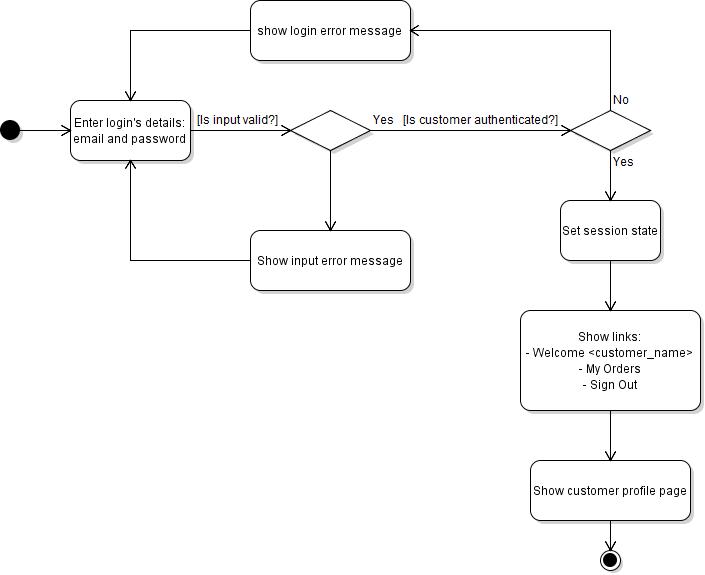 show login error message
No
Enter login's details:
email and password
[Is input valid?]
Yes
[Is customer authenticated?]
Yes
Set session state
Show input error message
Show links:
- Welcome <customer_name>
- My Orders
- Sign Out
Show customer profile page